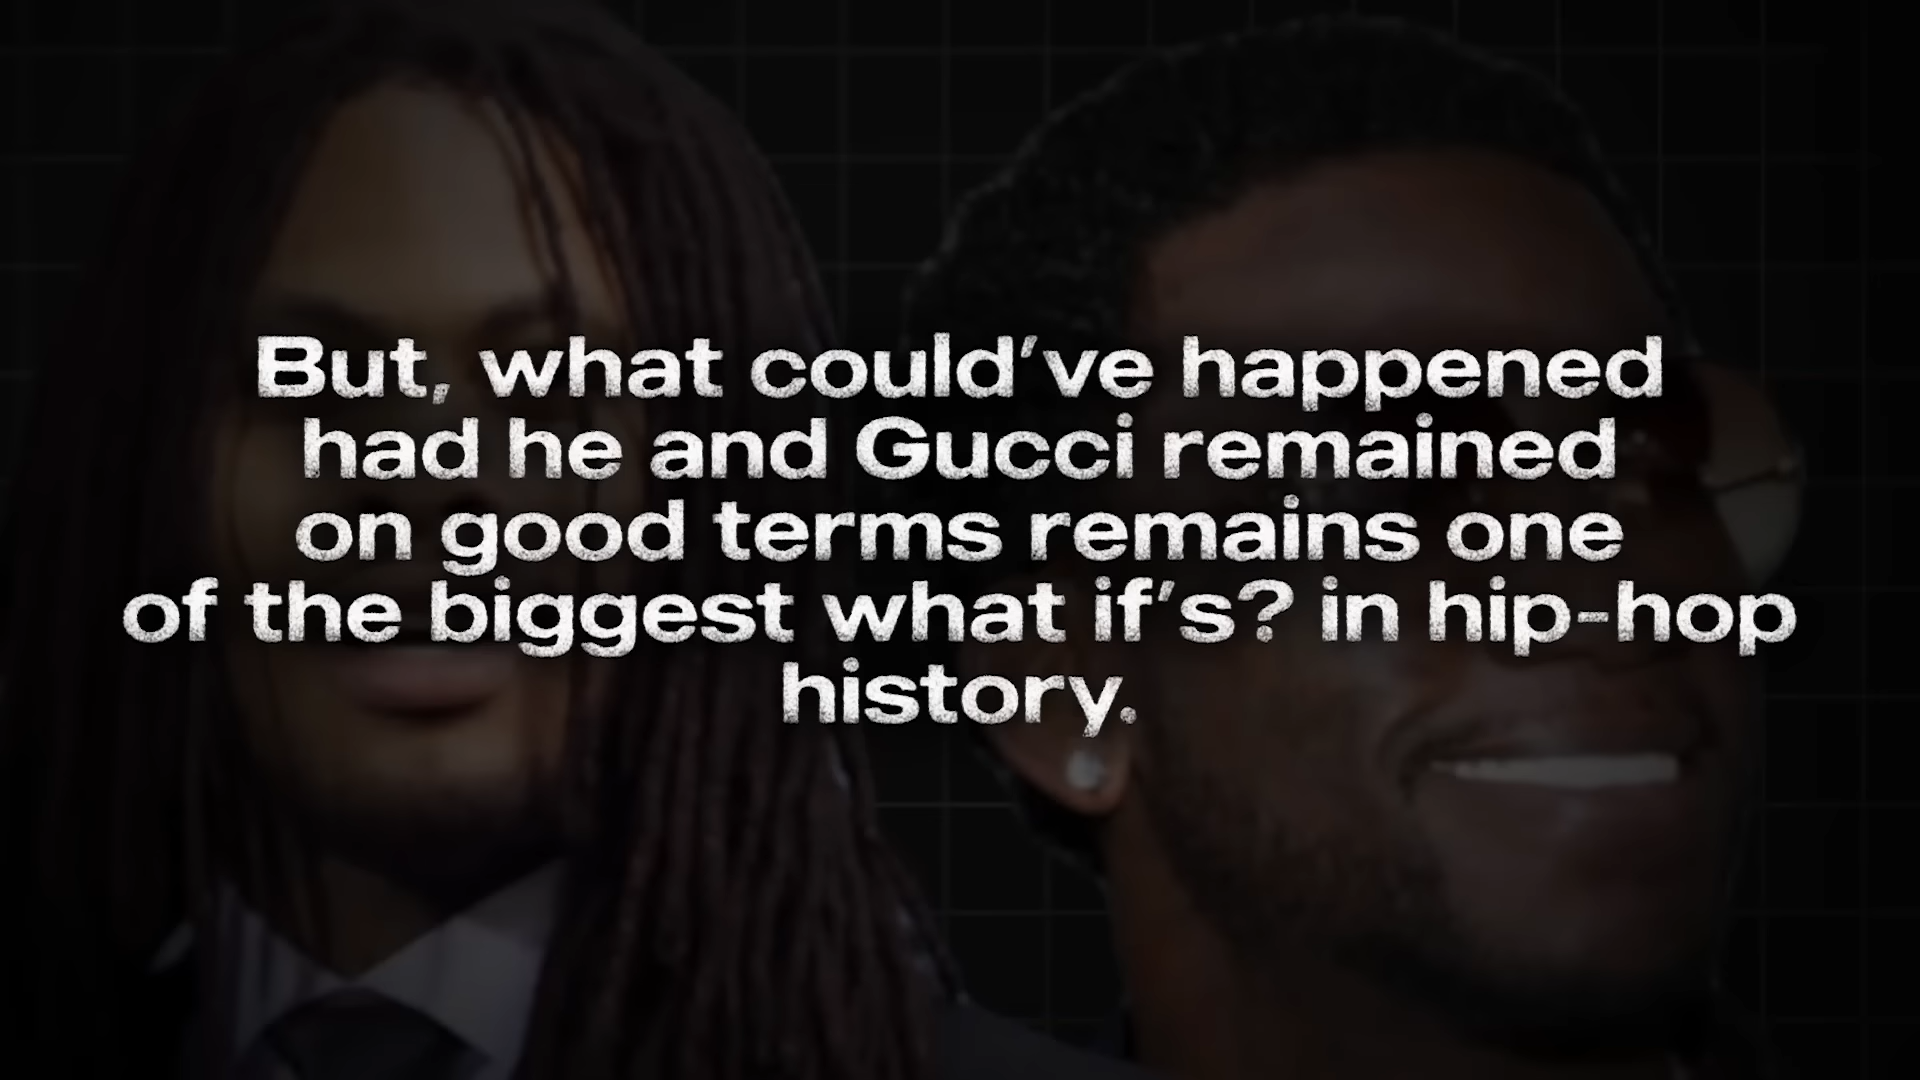 But, what could've happened
had he and Gucci remained
on good terms remains one
of the biggest what if's? in hip-hop
history.